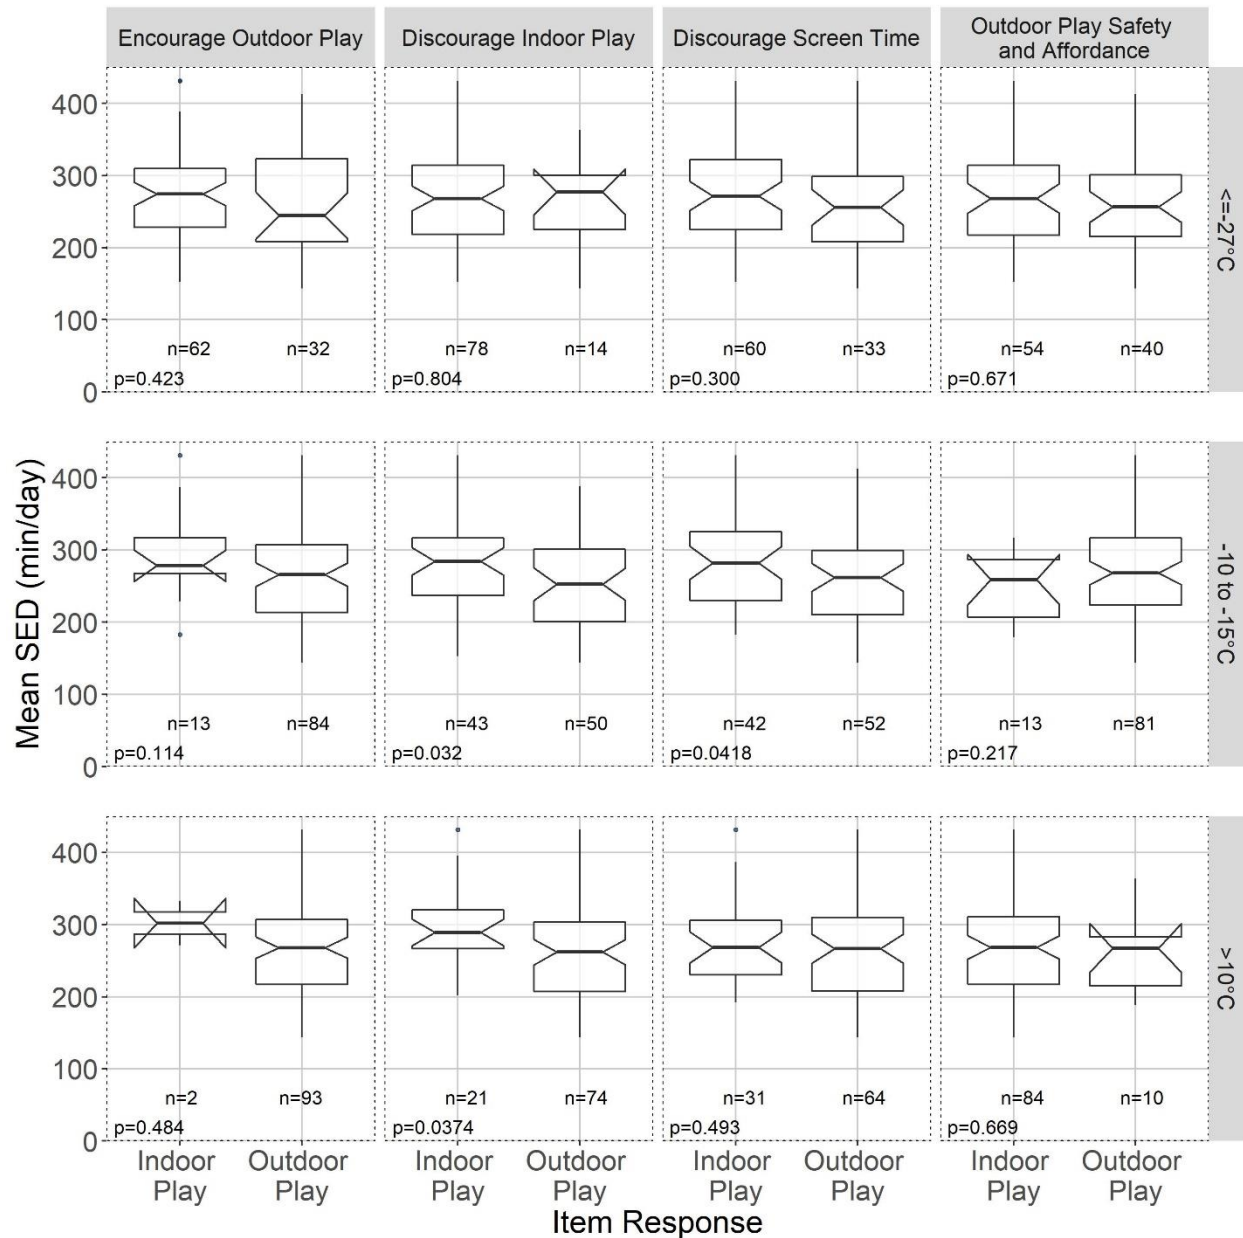 Encourage Outdoor Play
Discourage Indoor Play
Discourage Screen Time
Outdoor Play Safety
and Affordance
Mean SED (min/day)
400
300
200
100
0
n=62
n=32
p=0.423
n=78
n=14
p=0.804
n=60
n=33
p=0.300
n=54
n=40
p=0.671
<=-27°C
400
300
200
100
0
n=13
n=84
p=0.114
n=43
n=50
p=0.032
n=42
n=52
p=0.0418
n=13
n=81
p=0.217
-10 to -15°C
400
300
200
100
0
n=2
n=93
p=0.484
n=21
n=74
p=0.0374
n=31
n=64
p=0.493
n=84
n=10
p=0.669
>10°C
Indoor
Play
Outdoor
Play
Indoor
Play
Outdoor
Play
Indoor
Play
Outdoor
Play
Indoor
Play
Outdoor
Play
Item Response